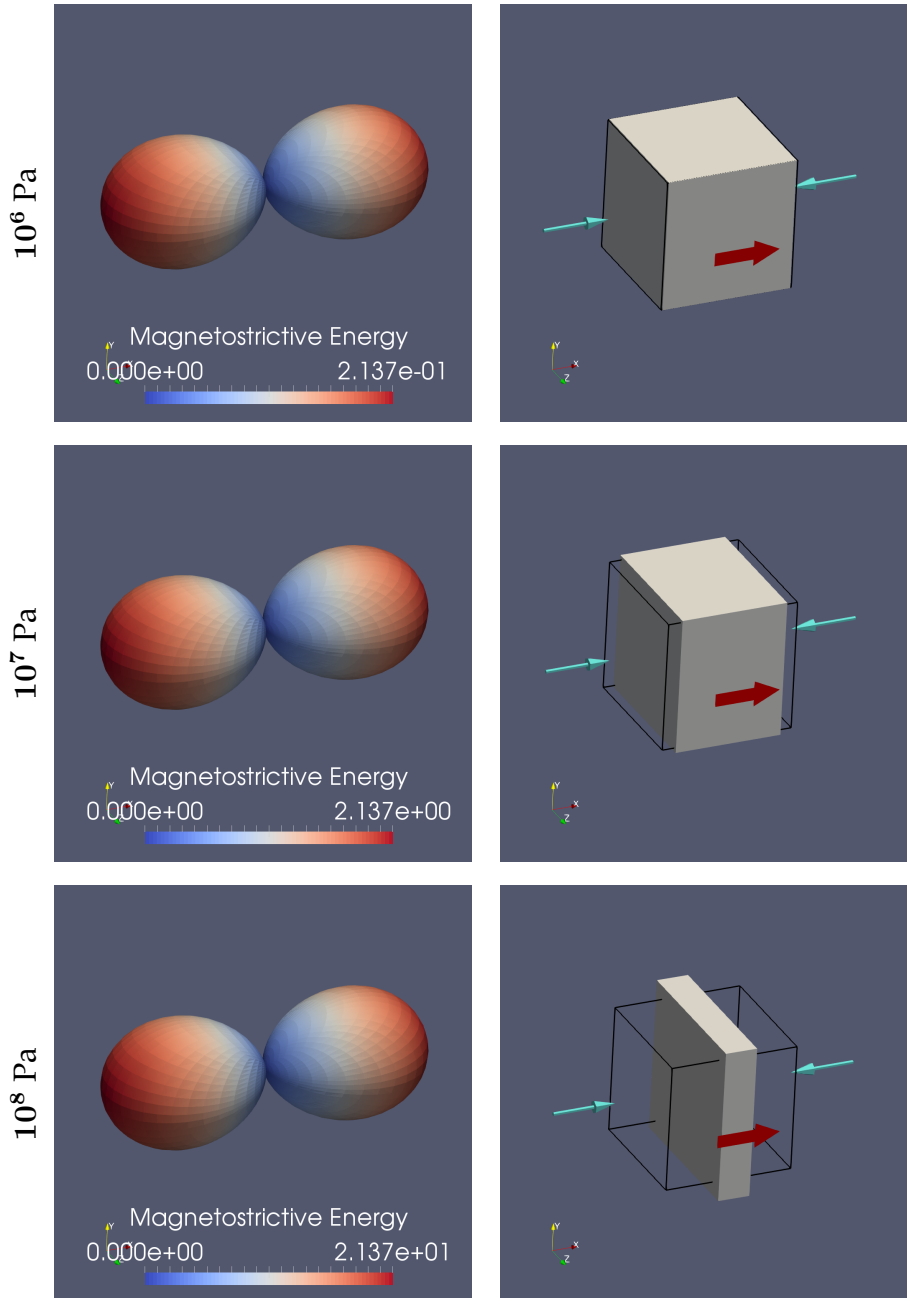 10⁶ Pa
Magnetostrictive Energy
0.000e+00 2.137e-01
Y
X
Z
Y
X
Z
10⁷ Pa
Magnetostrictive Energy
0.000e+00 2.137e+00
Y
X
Z
Y
X
Z
10⁸ Pa
Magnetostrictive Energy
0.000e+00 2.137e+01
Y
X
Z
Y
X
Z